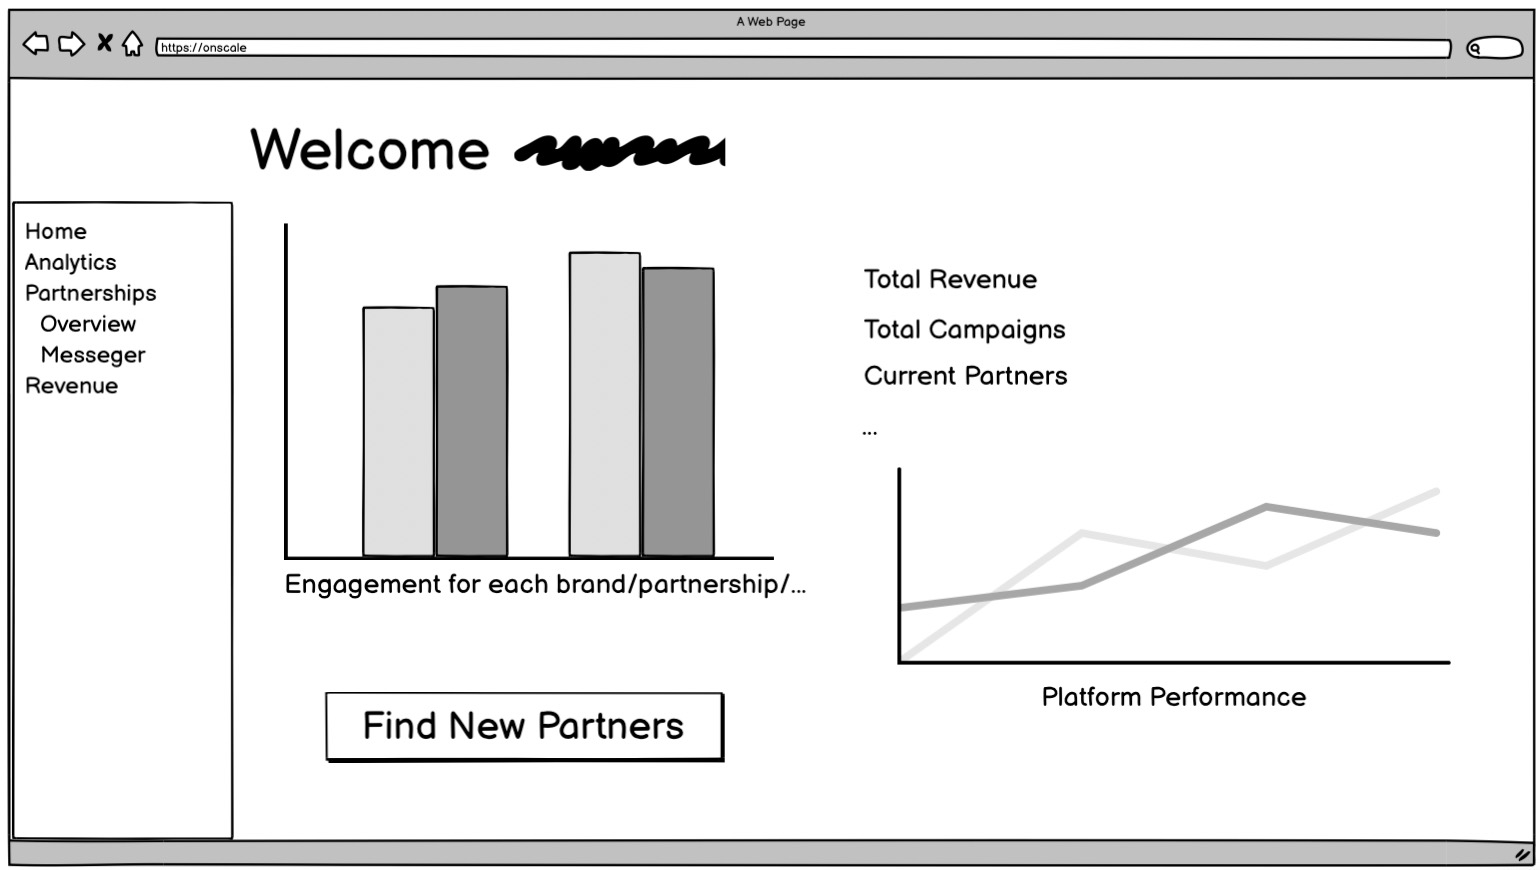 A Web Page
https://onscale
Welcome
Home
Analytics
Partnerships
Overview
Messeger
Revenue
Engagement for each brand/partnership/...
Find New Partners
Total Revenue
Total Campaigns
Current Partners
...
Platform Performance